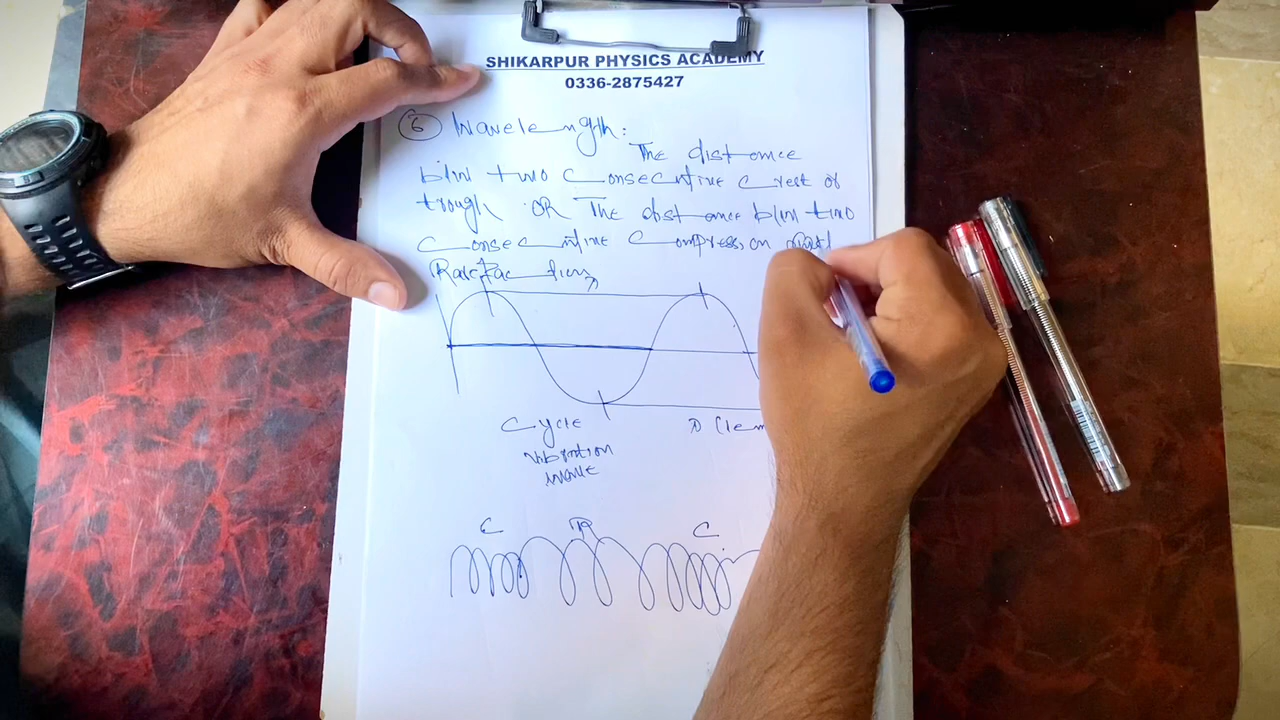 SHIKARPUR PHYSICS ACADEMY
0336-2875427
6 Wavelength:
The distance
b/w two consecutive crest or
trough OR The distance b/w two
consecutive compression
Rarefaction
Cycle
Vibration
wave
C R C